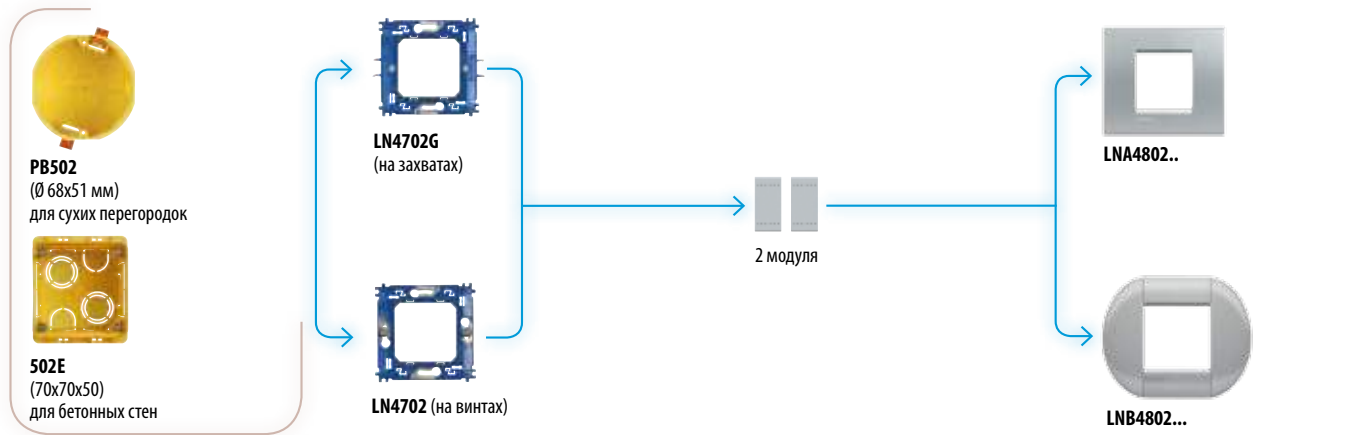 PB502
(Ø 68x51 мм)
для сухих перегородок
502E
(70x70x50)
для бетонных стен
LN4702G
(на захватах)
LN4702 (на винтах)
2 модуля
LNA4802..
LNB4802...